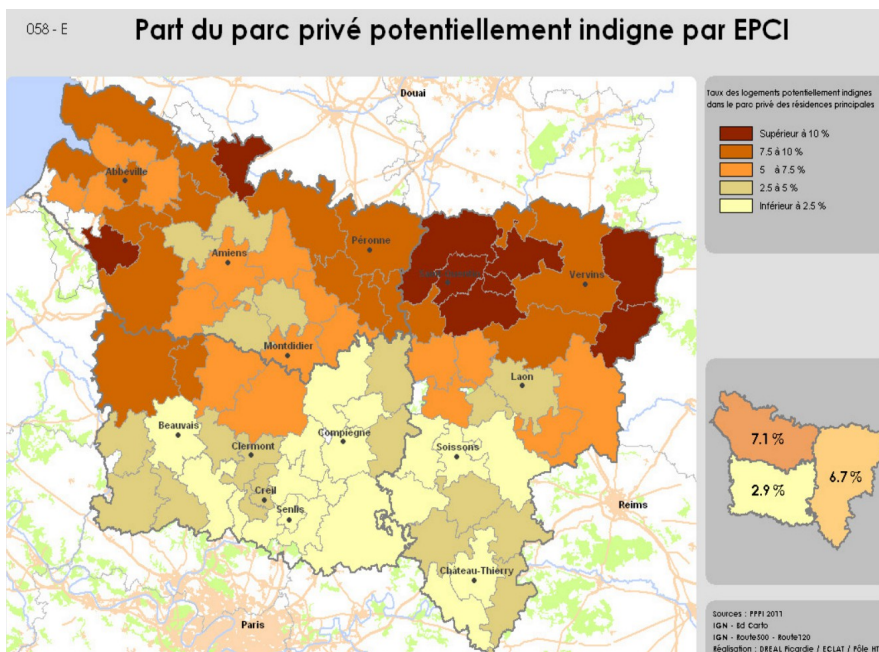 058 - E
Part du parc privé potentiellement indigne par EPCI
Douai
Abbeville
Amiens
Péronne
Saint-Quentin
Vervins
Montdidier
Laon
Beauvais
Clermont
Compiègne
Soissons
Creil
Senlis
Reims
Château-Thierry
Paris
Taux des logements potentiellement indignes
dans le parc privé des résidences principales
Supérieur à 10 %
7.5 à 10 %
5 à 7.5 %
2.5 à 5 %
Inférieur à 2.5 %
7.1 %
6.7 %
2.9 %
Sources : PPPI 2011
IGN - Bd Carto
IGN - Route500 - Route120
Réalisation : DREAL Picardie / ECLAT / Pôle HT